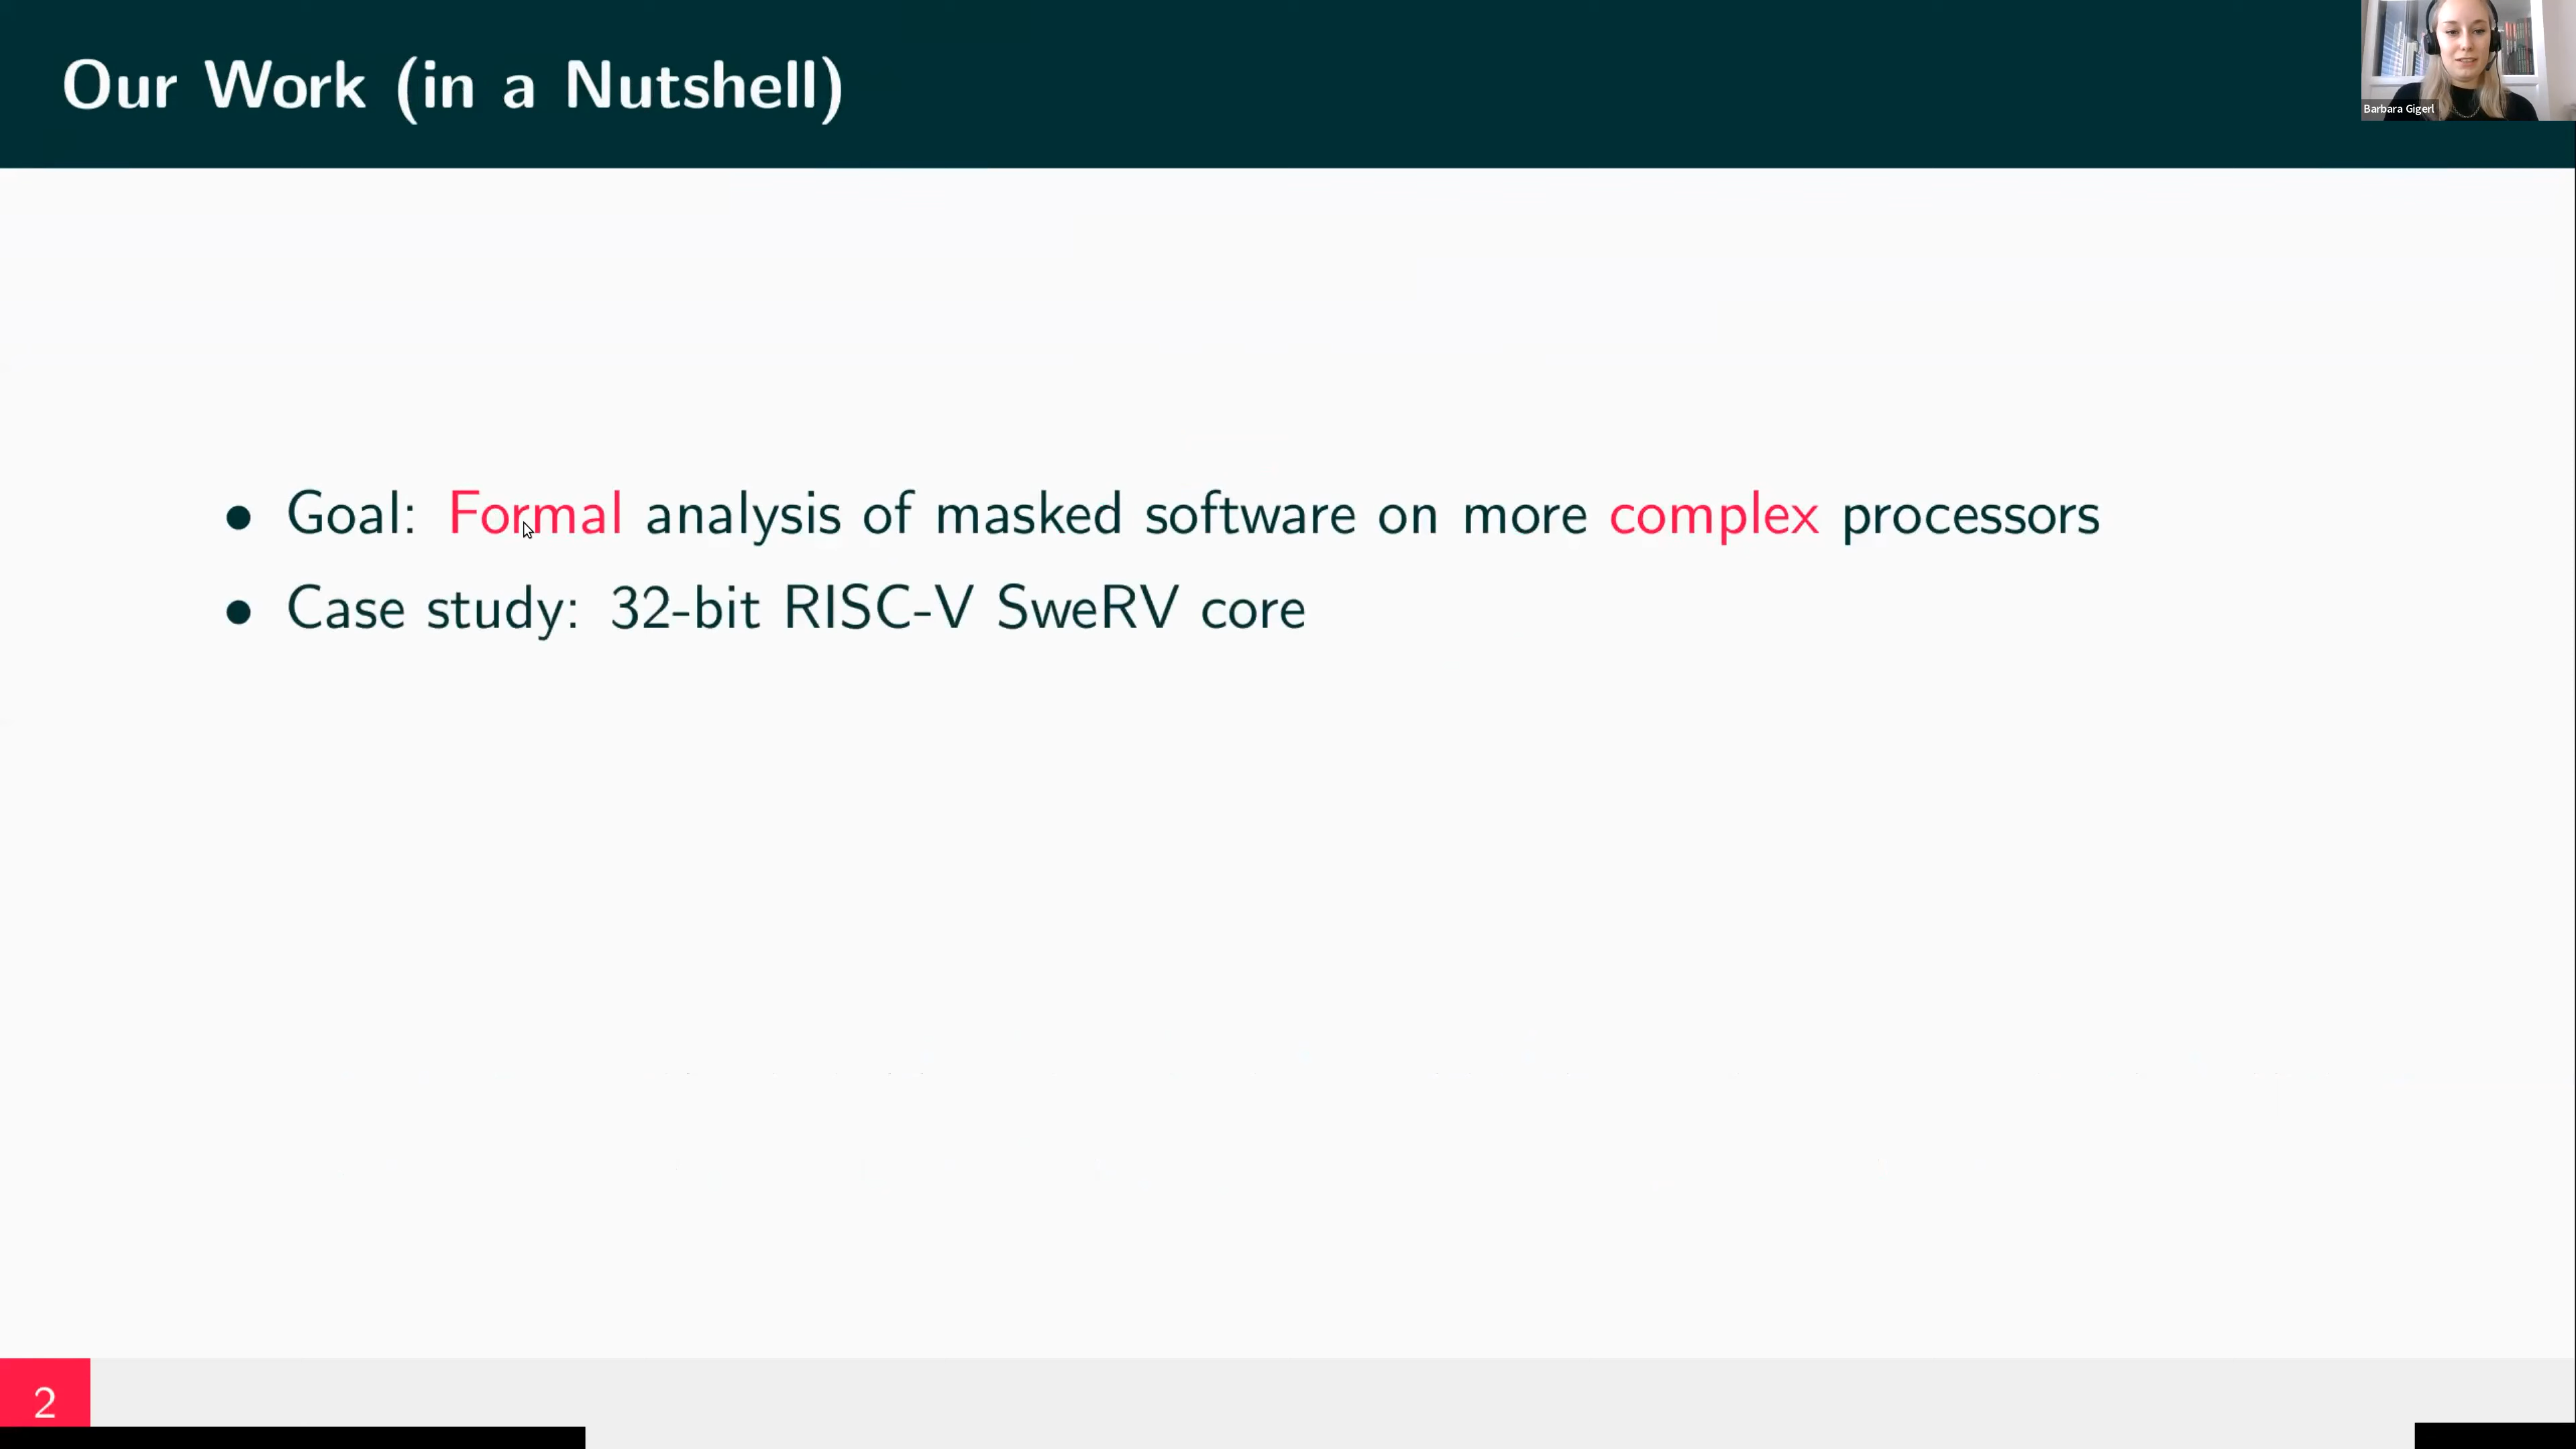 Our Work (in a Nutshell)
Barbara Gigerl
• Goal: Formal analysis of masked software on more complex processors
• Case study: 32-bit RISC-V SweRV core
2